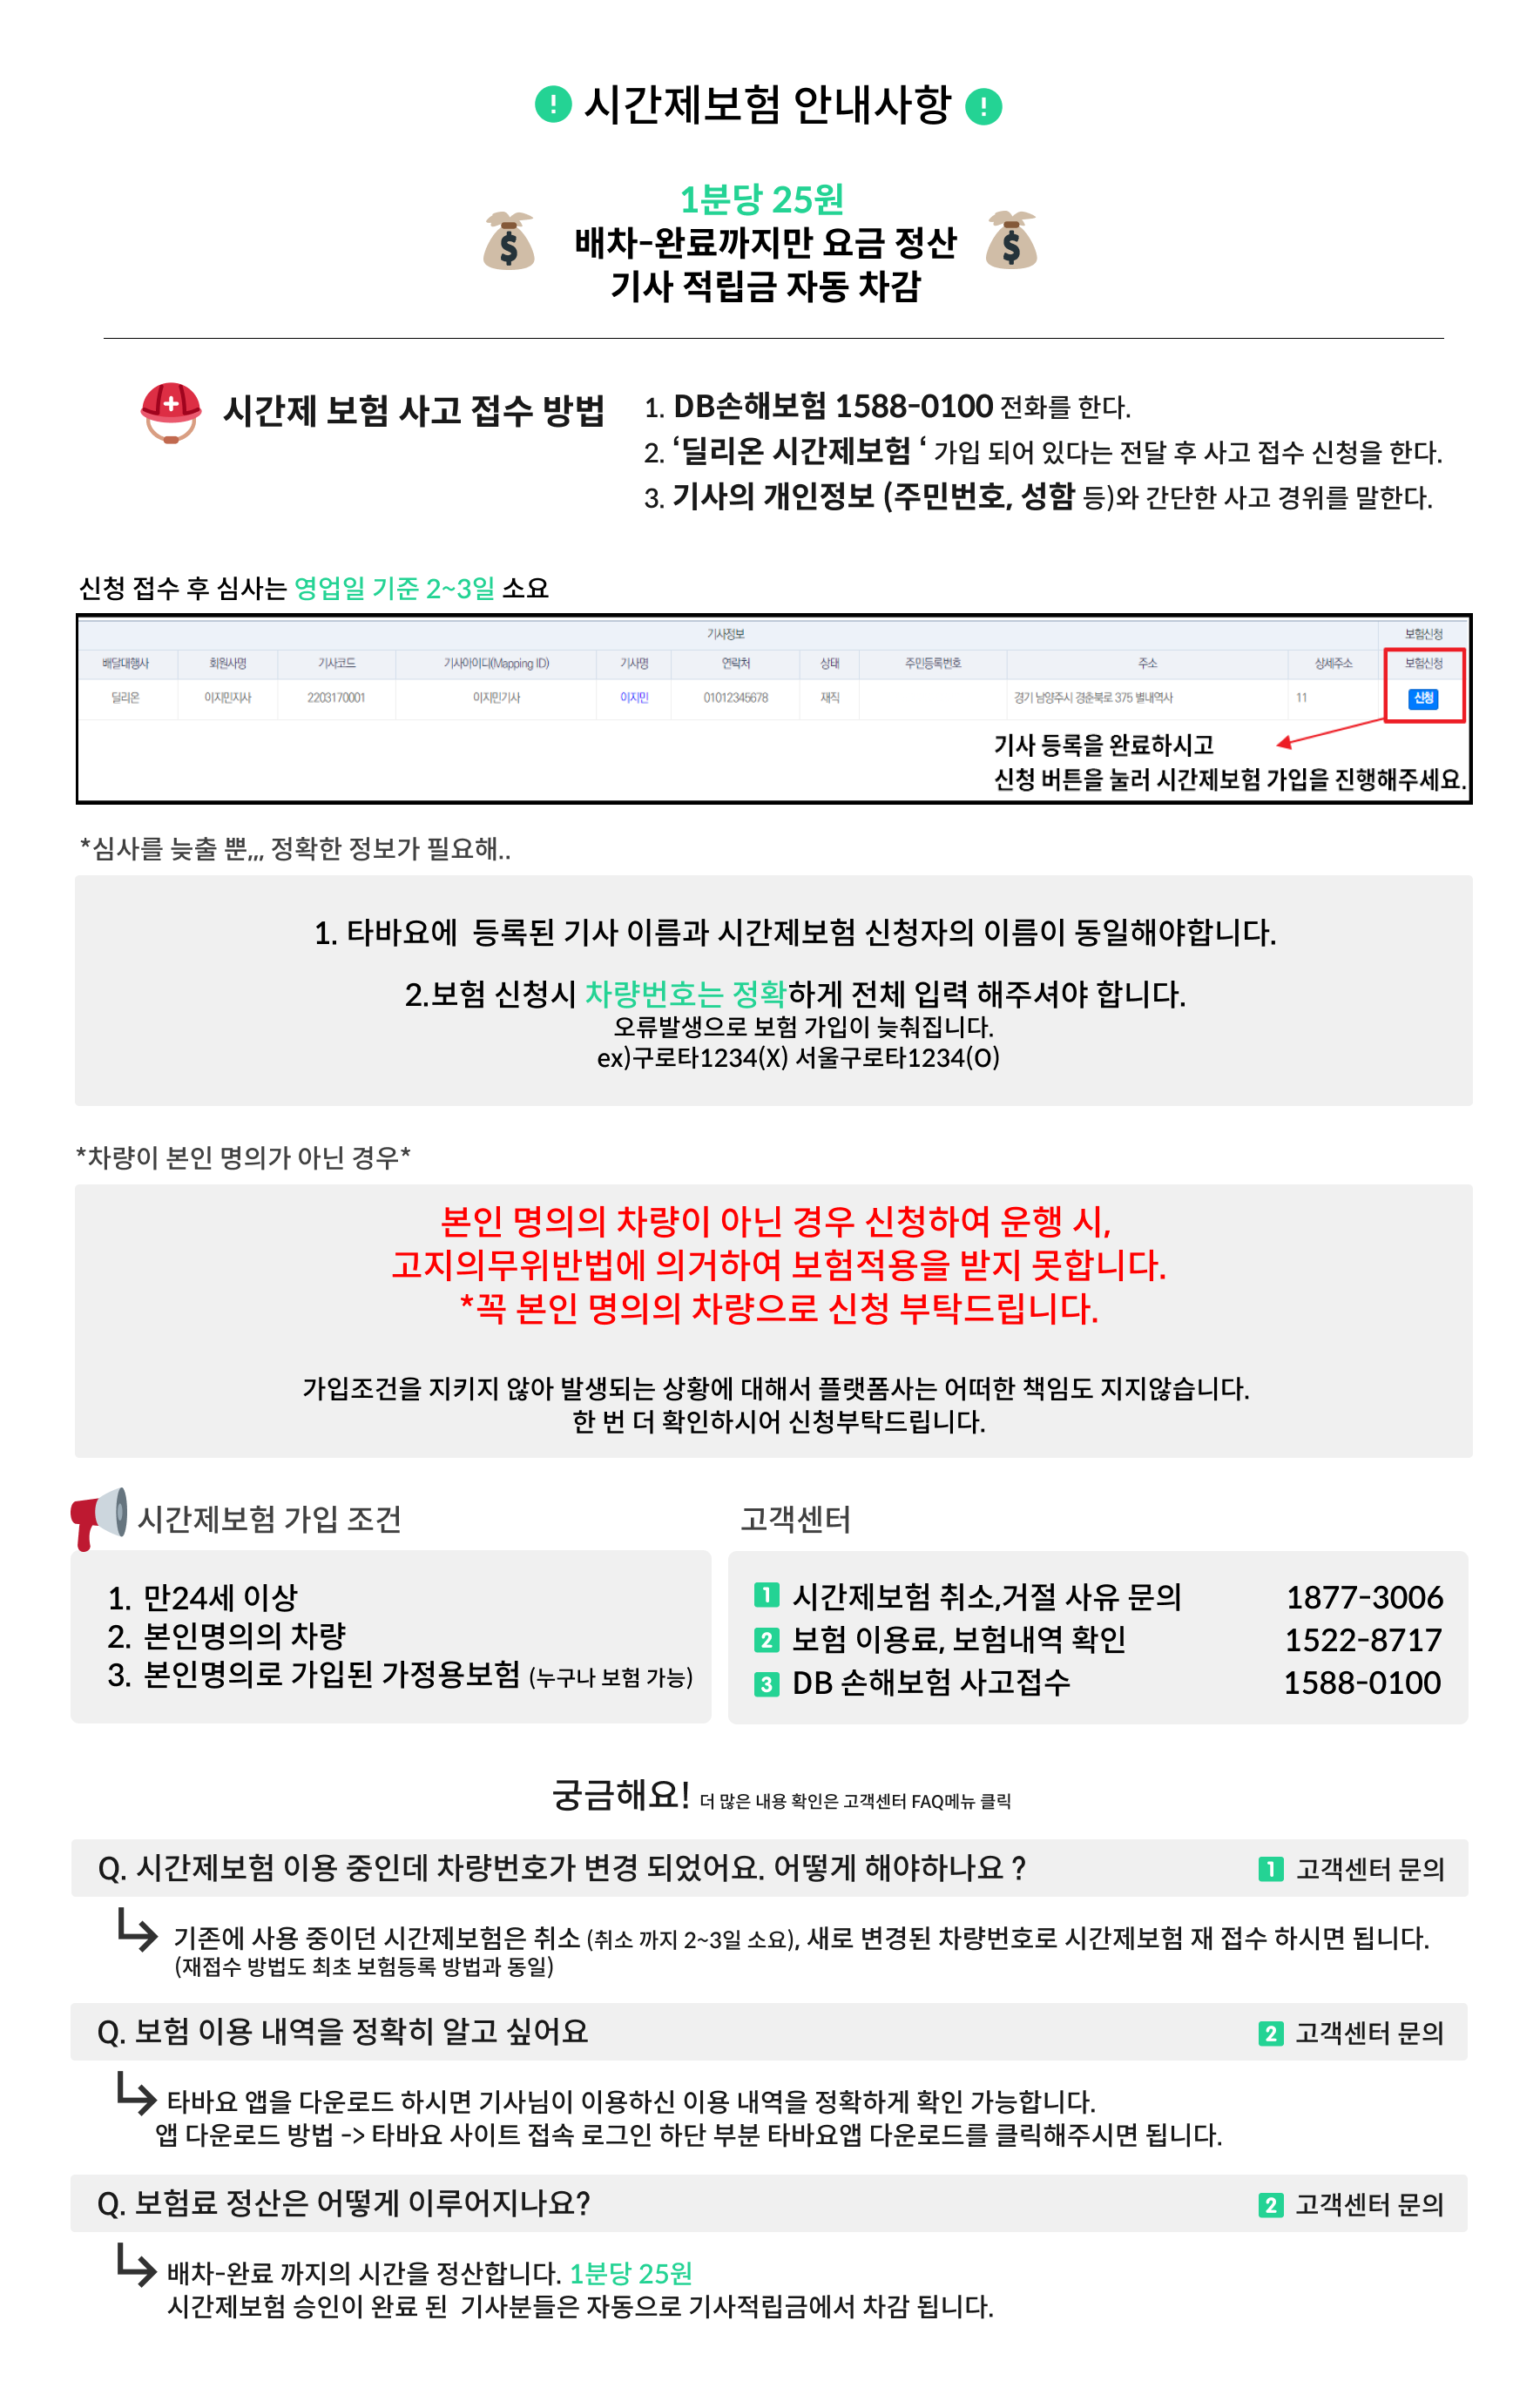 시간제보험 안내사항
1분당 25원
배차-완료까지만 요금 정산
기사 적립금 자동 차감
시간제 보험 사고 접수 방법
1. DB손해보험 1588-0100 전화를 한다.
2. ‘딜리온 시간제보험 ‘ 가입 되어 있다는 전달 후 사고 접수 신청을 한다.
3. 기사의 개인정보 (주민번호, 성함 등)와 간단한 사고 경위를 말한다.
신청 접수 후 심사는 영업일 기준 2~3일 소요
기사정보 보험신청
배달대행사 회원사명 기사코드 기사아이디(Mapping ID) 기사명 연락처 상태 주민등록번호 주소 상세주소 보험신청
딜리온 이지민지사 2203170001 이지민기사 이지민 01012345678 재직 경기 남양주시 경춘북로 375 별내역사 11 신청
기사 등록을 완료하시고
신청 버튼을 눌러 시간제보험 가입을 진행해주세요.
*심사를 늦출 뿐,,, 정확한 정보가 필요해..
1. 타바요에 등록된 기사 이름과 시간제보험 신청자의 이름이 동일해야합니다.
2.보험 신청시 차량번호는 정확하게 전체 입력 해주셔야 합니다.
오류발생으로 보험 가입이 늦춰집니다.
ex)구로타1234(X) 서울구로타1234(O)
*차량이 본인 명의가 아닌 경우*
본인 명의의 차량이 아닌 경우 신청하여 운행 시,
고지의무위반법에 의거하여 보험적용을 받지 못합니다.
*꼭 본인 명의의 차량으로 신청 부탁드립니다.
가입조건을 지키지 않아 발생되는 상황에 대해서 플랫폼사는 어떠한 책임도 지지않습니다.
한 번 더 확인하시어 신청부탁드립니다.
시간제보험 가입 조건
1. 만24세 이상
2. 본인명의의 차량
3. 본인명의로 가입된 가정용보험 (누구나 보험 가능)
고객센터
1 시간제보험 취소,거절 사유 문의 1877-3006
2 보험 이용료, 보험내역 확인 1522-8717
3 DB 손해보험 사고접수 1588-0100
궁금해요! 더 많은 내용 확인은 고객센터 FAQ메뉴 클릭
Q. 시간제보험 이용 중인데 차량번호가 변경 되었어요. 어떻게 해야하나요 ? 1 고객센터 문의
기존에 사용 중이던 시간제보험은 취소 (취소 까지 2~3일 소요), 새로 변경된 차량번호로 시간제보험 재 접수 하시면 됩니다.
(재접수 방법도 최초 보험등록 방법과 동일)
Q. 보험 이용 내역을 정확히 알고 싶어요 2 고객센터 문의
타바요 앱을 다운로드 하시면 기사님이 이용하신 이용 내역을 정확하게 확인 가능합니다.
앱 다운로드 방법 -> 타바요 사이트 접속 로그인 하단 부분 타바요앱 다운로드를 클릭해주시면 됩니다.
Q. 보험료 정산은 어떻게 이루어지나요? 2 고객센터 문의
배차-완료 까지의 시간을 정산합니다. 1분당 25원
시간제보험 승인이 완료 된 기사분들은 자동으로 기사적립금에서 차감 됩니다.